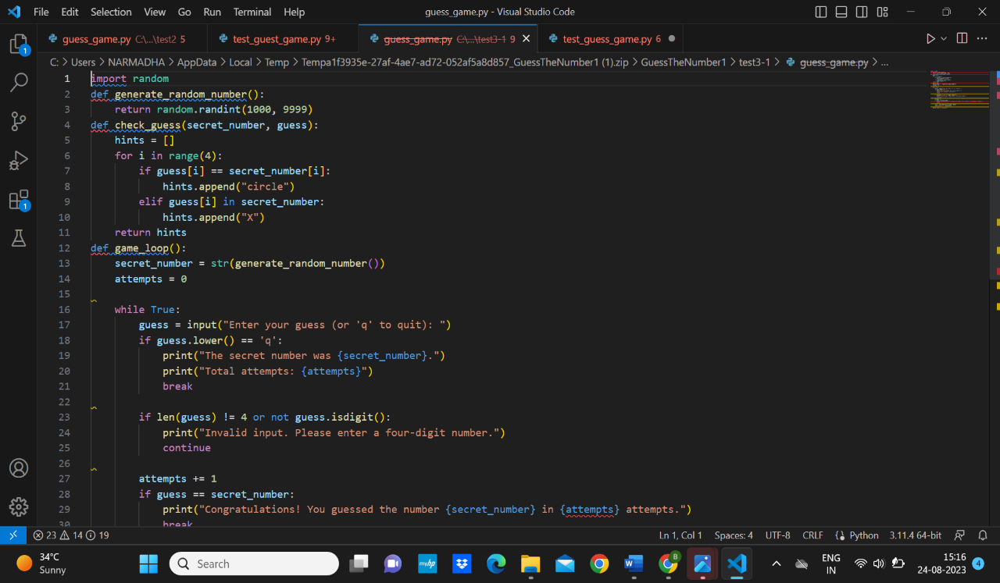 File Edit Selection View Go Run Terminal Help guess_game.py - Visual Studio Code
1 guess_game.py C:\...\test2 5 test_guest_game.py 9+ guess_game.py C:\...\test3-1 9 test_guess_game.py 6
C: > Users > NARMADHA > AppData > Local > Temp > Tempa1f3935e-27af-4ae7-ad72-052af5a8d857_GuessTheNumber1 (1).zip > GuessTheNumber1 > test3-1 > guess_game.py > ...
1 import random
2 def generate_random_number():
3 return random.randint(1000, 9999)
4 def check_guess(secret_number, guess):
5 hints = []
6 for i in range(4):
7 if guess[i] == secret_number[i]:
8 hints.append("circle")
9 elif guess[i] in secret_number:
1
10 hints.append("X")
11 return hints
12 def game_loop():
13 secret_number = str(generate_random_number())
14 attempts = 0
15
16 while True:
17 guess = input("Enter your guess (or 'q' to quit): ")
18 if guess.lower() == 'q':
19 print("The secret number was {secret_number}.")
20 print("Total attempts: {attempts}")
21 break
22
23 if len(guess) != 4 or not guess.isdigit():
24 print("Invalid input. Please enter a four-digit number.")
25 continue
26
27 attempts += 1
28 if guess == secret_number:
29 print("Congratulations! You guessed the number {secret_number} in {attempts} attempts.")
30 break
23 14 19 Ln 1, Col 1 Spaces: 4 UTF-8 CRLF Python 3.11.4 64-bit
34°C
Sunny
Search
myhp
W
B
ENG
IN
15:16
24-08-2023
4